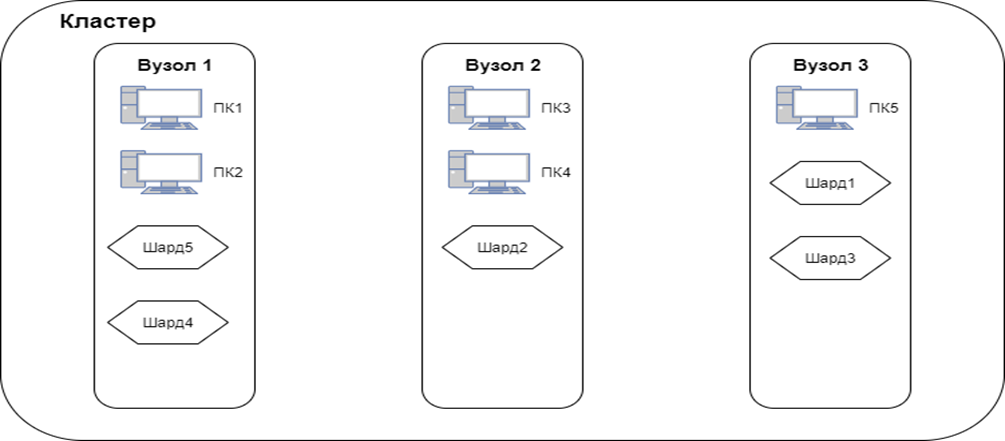 Кластер
Вузол 1
ПК1
ПК2
Шард5
Шард4
Вузол 2
ПК3
ПК4
Шард2
Вузол 3
ПК5
Шард1
Шард3